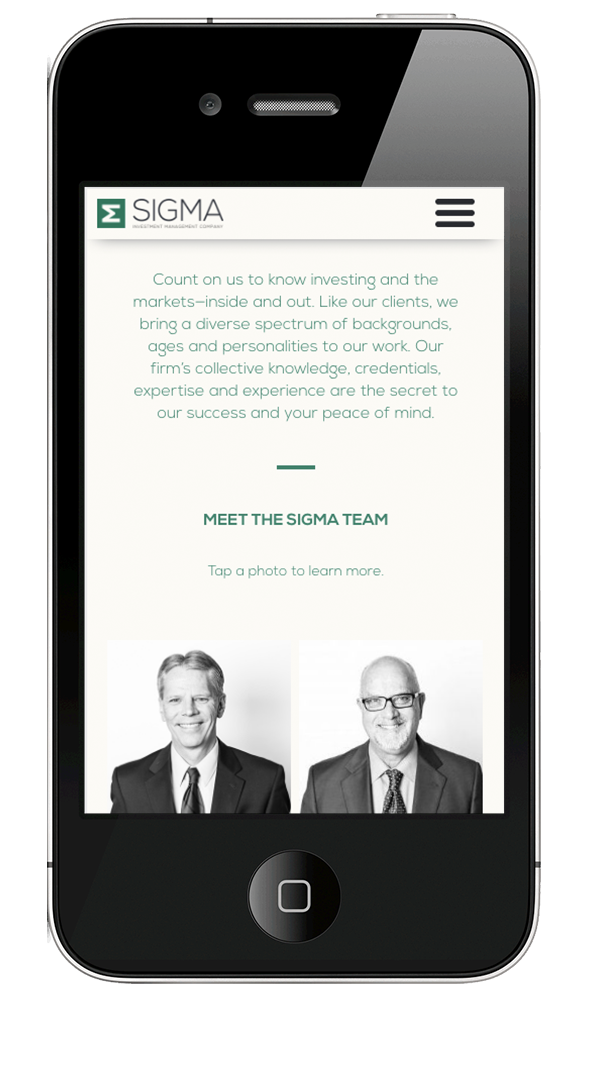 SIGMA
INVESTMENT MANAGEMENT COMPANY
Count on us to know investing and the
markets—inside and out. Like our clients, we
bring a diverse spectrum of backgrounds,
ages and personalities to our work. Our
firm's collective knowledge, credentials,
expertise and experience are the secret to
our success and your peace of mind.
MEET THE SIGMA TEAM
Tap a photo to learn more.